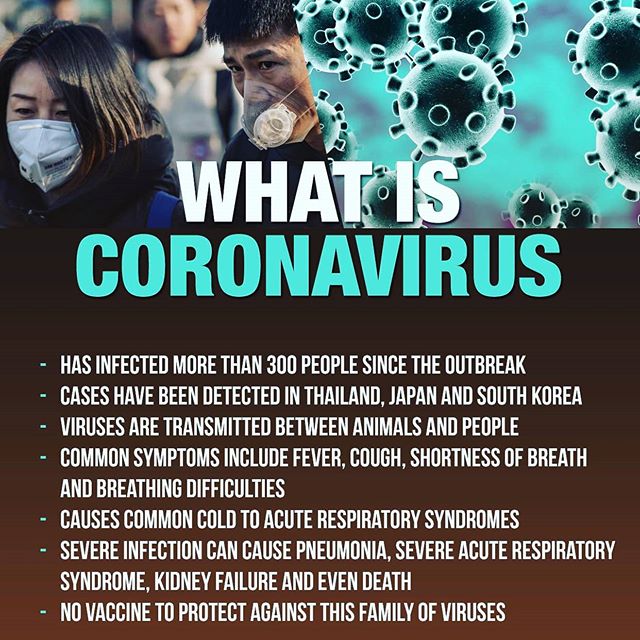 WHAT IS
CORONAVIRUS
- HAS INFECTED MORE THAN 300 PEOPLE SINCE THE OUTBREAK
- CASES HAVE BEEN DETECTED IN THAILAND, JAPAN AND SOUTH KOREA
- VIRUSES ARE TRANSMITTED BETWEEN ANIMALS AND PEOPLE
- COMMON SYMPTOMS INCLUDE FEVER, COUGH, SHORTNESS OF BREATH
AND BREATHING DIFFICULTIES
- CAUSES COMMON COLD TO ACUTE RESPIRATORY SYNDROMES
- SEVERE INFECTION CAN CAUSE PNEUMONIA, SEVERE ACUTE RESPIRATORY
SYNDROME, KIDNEY FAILURE AND EVEN DEATH
- NO VACCINE TO PROTECT AGAINST THIS FAMILY OF VIRUSES